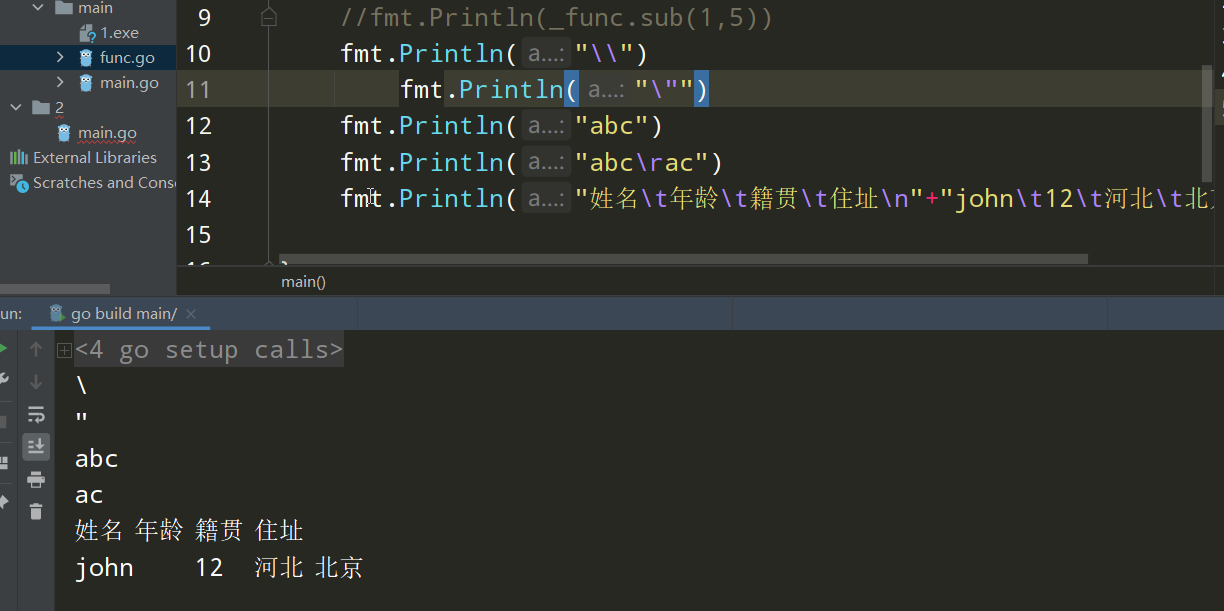 main
1.exe
func.go
main.go
2
main.go
External Libraries
Scratches and Cons
9 //fmt.Println(_func.sub(1,5))
10 fmt.Println( a...: "\\")
11 fmt.Println( a...: "\"")
12 fmt.Println( a...: "abc")
13 fmt.Println( a...: "abc\rac")
14 fmt.Println( a...: "姓名\t年龄\t籍贯\t住址\n"+"john\t12\t河北\t北
15
main()
un: go build main/
<4 go setup calls>
\
"
abc
ac
姓名 年龄 籍贯 住址
john 12 河北 北京